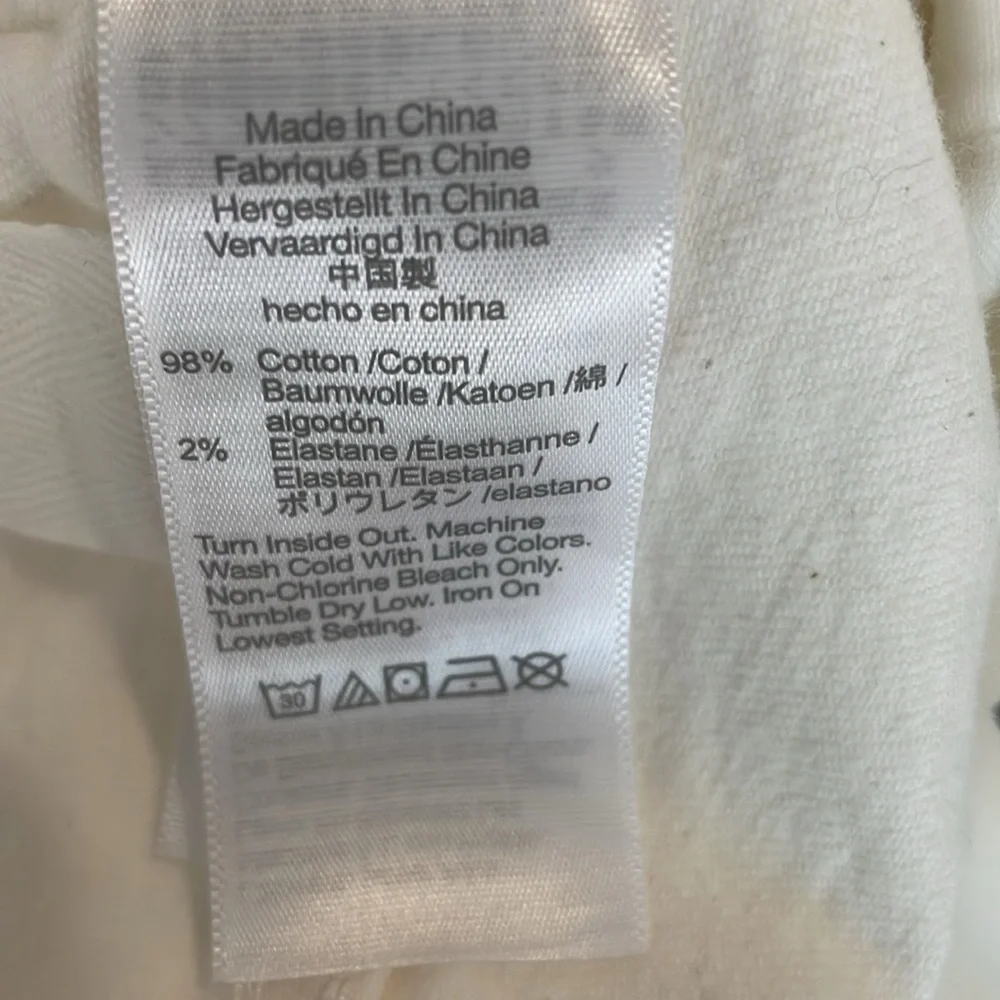 Made In China
Fabriqué En Chine
Hergestellt In China
Vervaardigd In China
中国製
hecho en china
98% Cotton /Coton /
Baumwolle /Katoen /綿 /
algodón
2% Elastane /Élasthanne /
Elastan /Elastaan /
ポリウレタン /elastano
Turn Inside Out. Machine
Wash Cold With Like Colors.
Non-Chlorine Bleach Only.
Tumble Dry Low. Iron On
Lowest Setting.
30